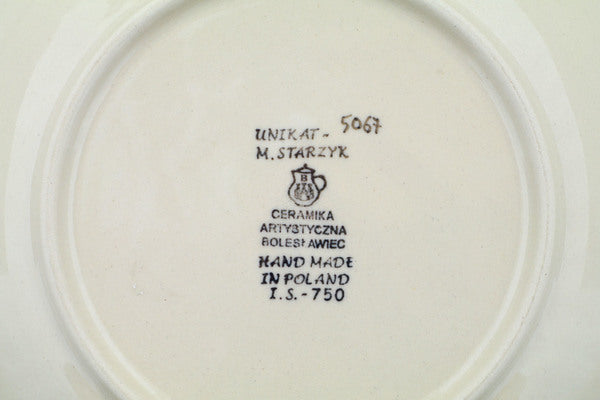 UNIKAT - 5067
M. STARZYK
B
CERAMIKA
ARTYSTYCZNA
BOLESŁAWIEC
HAND MADE
IN POLAND
I.S.-750